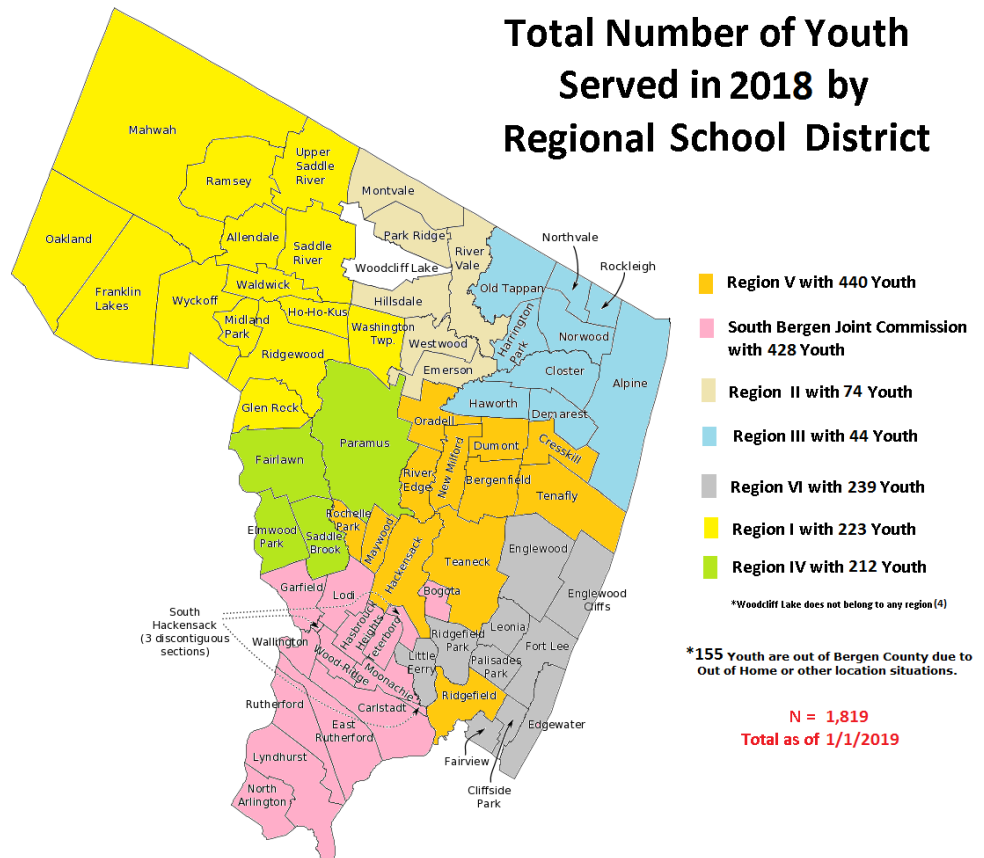 Total Number of Youth
Served in 2018 by
Regional School District
Mahwah
Upper
Saddle
River
Ramsey
Montvale
Oakland
Allendale
Saddle
River
Park Ridge
River
Vale
Northvale
Rockleigh
Woodcliff Lake
Franklin
Lakes
Wyckoff
Waldwick
Hillsdale
Old Tappan
Midland
Park
Ho-Ho-Kus
Washington
Twp.
Harrington
Park
Norwood
Ridgewood
Westwood
Emerson
Closter
Alpine
Glen Rock
Haworth
Demarest
Oradell
Paramus
Dumont
Cresskill
Fairlawn
River
Edge
New Milford
Bergenfield
Tenafly
Elmwood
Park
Saddle
Brook
Rochelle
Park
Maywood
Hackensack
Teaneck
Englewood
Englewood
Cliffs
Garfield
Lodi
Bogota
South
Hackensack
(3 discontiguous
sections)
Hasbrouck
Heights
Teterboro
Wallington
Wood-Ridge
Moonachie
Little
Ferry
Ridgefield
Park
Leonia
Palisades
Park
Fort Lee
Rutherford
Carlstadt
Ridgefield
East
Rutherford
Edgewater
Lyndhurst
Fairview
North
Arlington
Cliffside
Park
Region V with 440 Youth
South Bergen Joint Commission
with 428 Youth
Region II with 74 Youth
Region III with 44 Youth
Region VI with 239 Youth
Region I with 223 Youth
Region IV with 212 Youth
*Woodcliff Lake does not belong to any region (4)
*155 Youth are out of Bergen County due to
Out of Home or other location situations.
N = 1,819
Total as of 1/1/2019